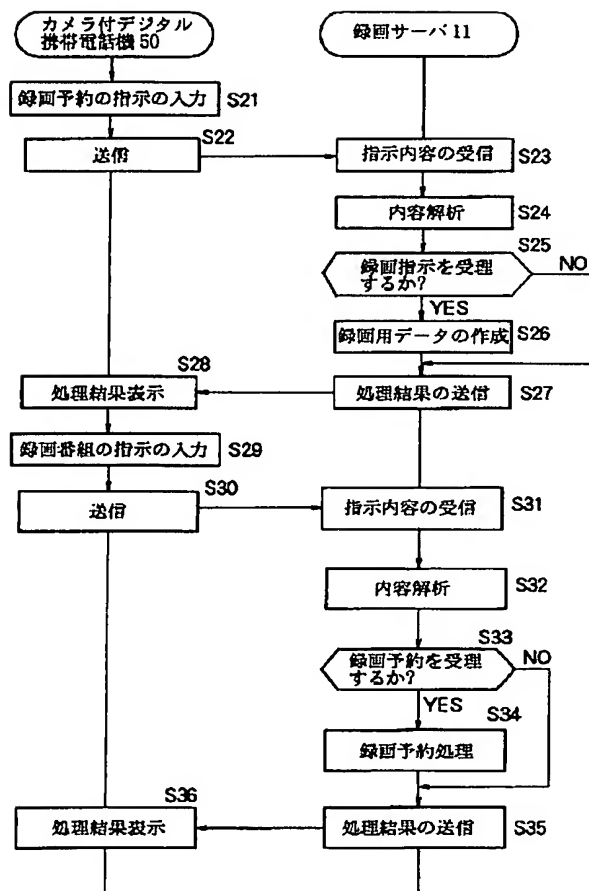 カメラ付デジタル
携帯電話機 50
録画サーバ 11
録画予約の指示の入力
S21
S22
送信
指示内容の受信
S23
内容解析
S24
S25
録画指示を受理
するか?
NO
YES
録画用データの作成
S26
S28
処理結果表示
処理結果の送信
S27
録画番組の指示の入力
S29
S30
送信
指示内容の受信
S31
内容解析
S32
S33
録画予約を受理
するか?
NO
YES
S34
録画予約処理
S36
処理結果表示
処理結果の送信
S35